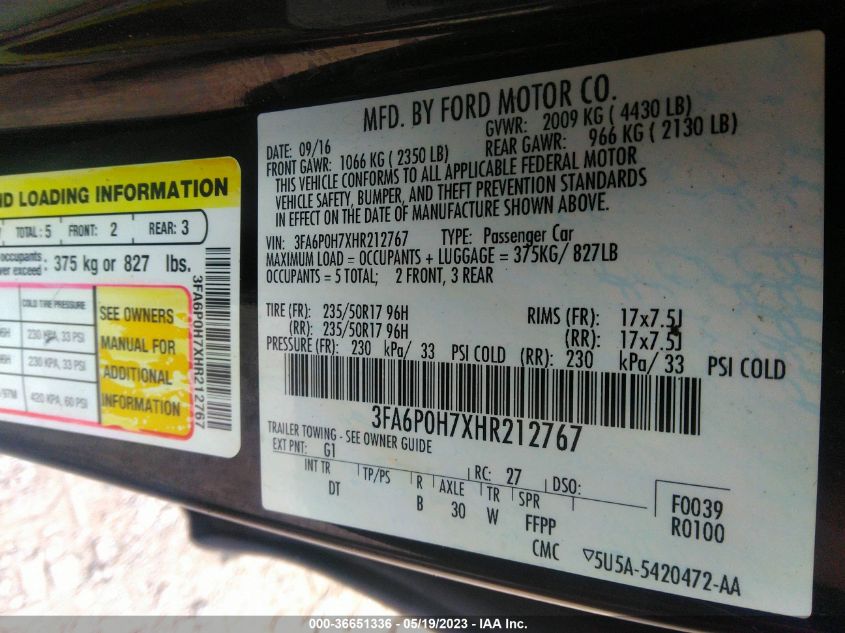 MFD. BY FORD MOTOR CO.
DATE: 09/16 GVWR: 2009 KG ( 4430 LB)
FRONT GAWR: 1066 KG ( 2350 LB) REAR GAWR: 966 KG ( 2130 LB)
THIS VEHICLE CONFORMS TO ALL APPLICABLE FEDERAL MOTOR
VEHICLE SAFETY, BUMPER, AND THEFT PREVENTION STANDARDS
IN EFFECT ON THE DATE OF MANUFACTURE SHOWN ABOVE.
VIN: 3FA6P0H7XHR212767 TYPE: Passenger Car
MAXIMUM LOAD = OCCUPANTS + LUGGAGE = 375KG/ 827LB
OCCUPANTS = 5 TOTAL; 2 FRONT, 3 REAR
TIRE (FR): 235/50R17 96H RIMS (FR): 17x7.5J
(RR): 235/50R17 96H (RR): 17x7.5J
PRESSURE (FR): 230 kPa/ 33 PSI COLD (RR): 230 kPa/ 33 PSI COLD
3FA6P0H7XHR212767
TRAILER TOWING - SEE OWNER GUIDE
EXT PNT: G1 RC: 27 DSO:
INT TR TP/PS R AXLE TR SPR
DT B 30 W FFPP
CMC
F0039
R0100
▽5U5A-5420472-AA
LOADING INFORMATION
TOTAL: 5 FRONT: 2 REAR: 3
occupants
exceed: 375 kg or 827 lbs.
COLD TIRE PRESSURE
230 KPA, 33 PSI
230 KPA, 33 PSI
420 KPA, 60 PSI
SEE OWNERS
MANUAL FOR
ADDITIONAL
INFORMATION
3FA6P0H7XHR212767
000-36651336 - 05/19/2023 - IAA Inc.